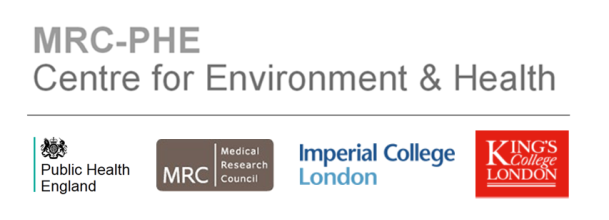 MRC-PHE
Centre for Environment & Health
Public Health
England
MRC
Medical
Research
Council
Imperial College
London
KING'S
College
LONDON